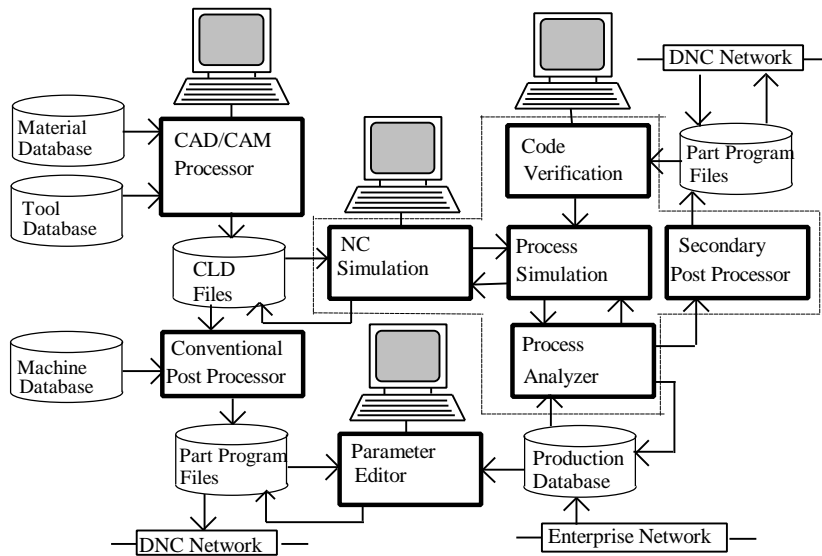 DNC Network
Material
Database
CAD/CAM
Processor
Code
Verification
Part Program
Files
Tool
Database
CLD
Files
NC
Simulation
Process
Simulation
Secondary
Post Processor
Machine
Database
Conventional
Post Processor
Process
Analyzer
Part Program
Files
Parameter
Editor
Production
Database
DNC Network
Enterprise Network